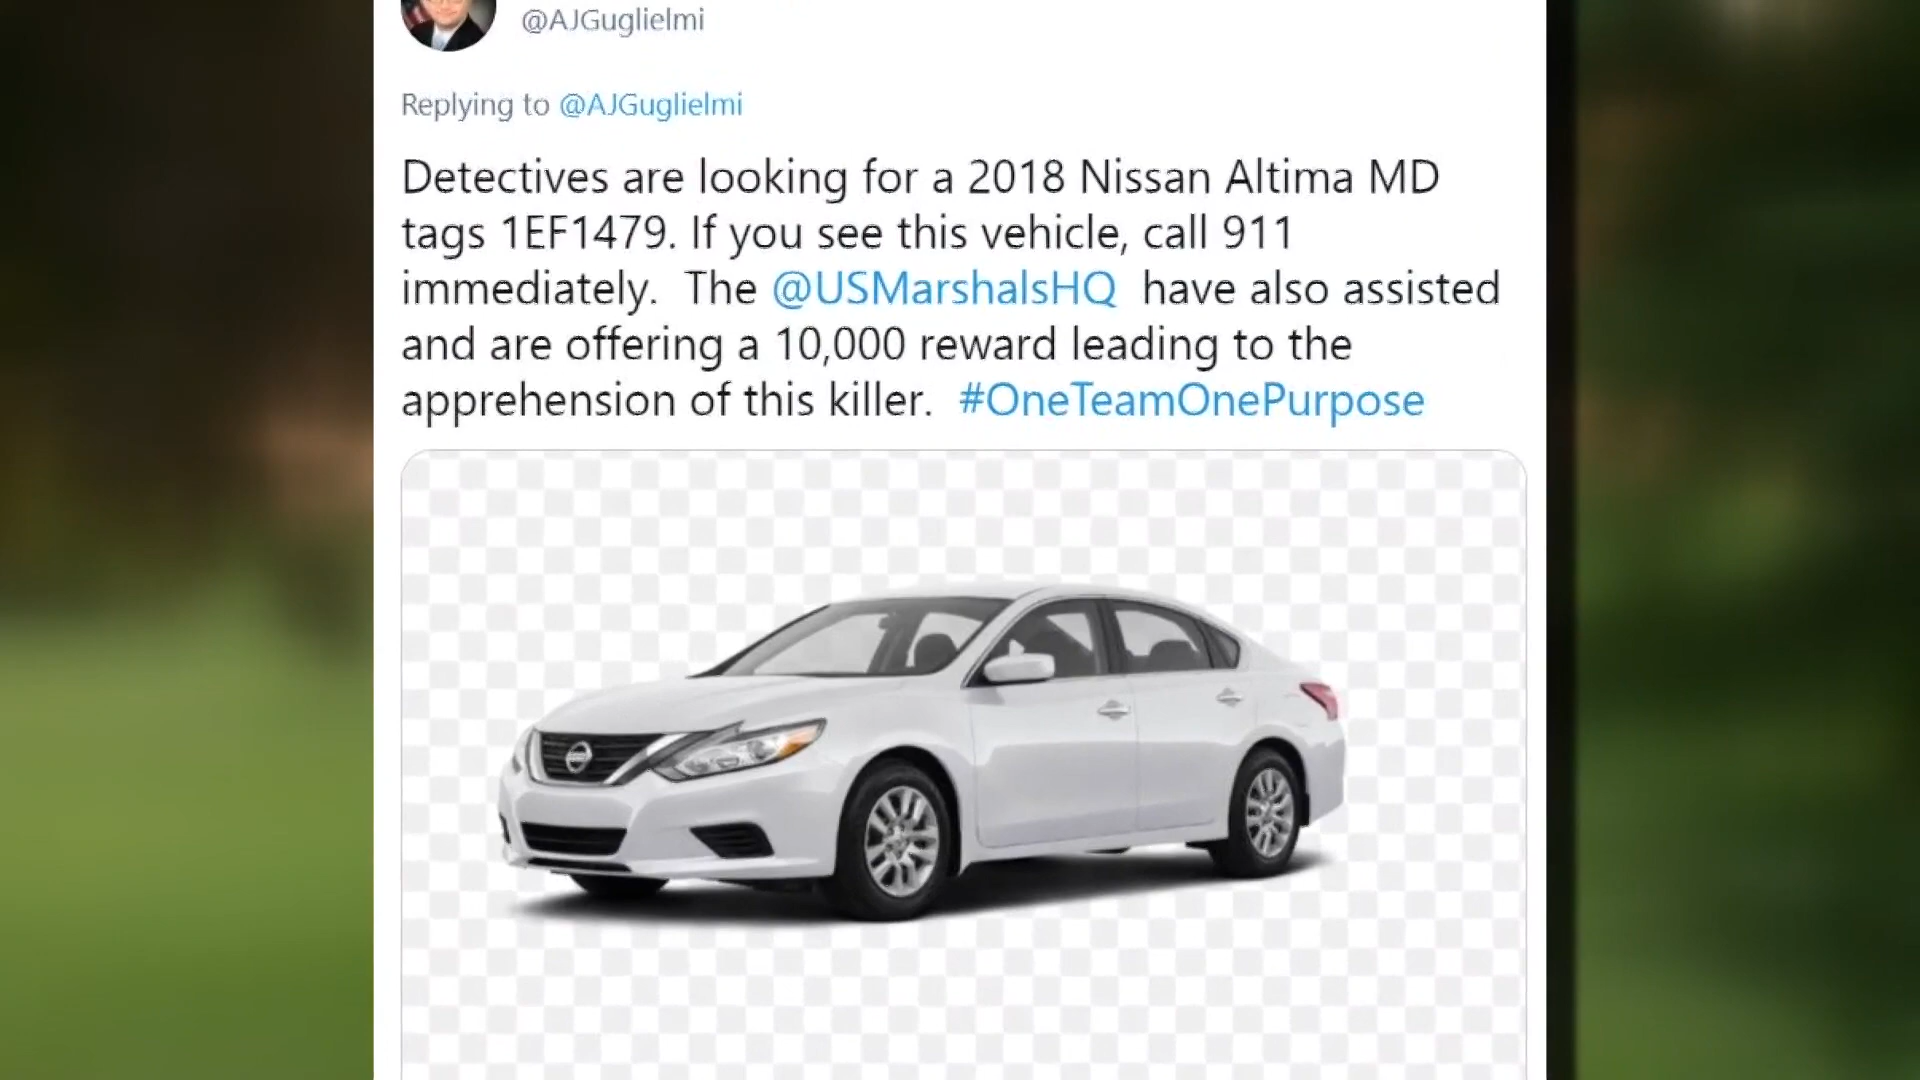 @AJGuglielmi
Replying to @AJGuglielmi
Detectives are looking for a 2018 Nissan Altima MD
tags 1EF1479. If you see this vehicle, call 911
immediately.  The @USMarshalsHQ  have also assisted
and are offering a 10,000 reward leading to the
apprehension of this killer.  #OneTeamOnePurpose